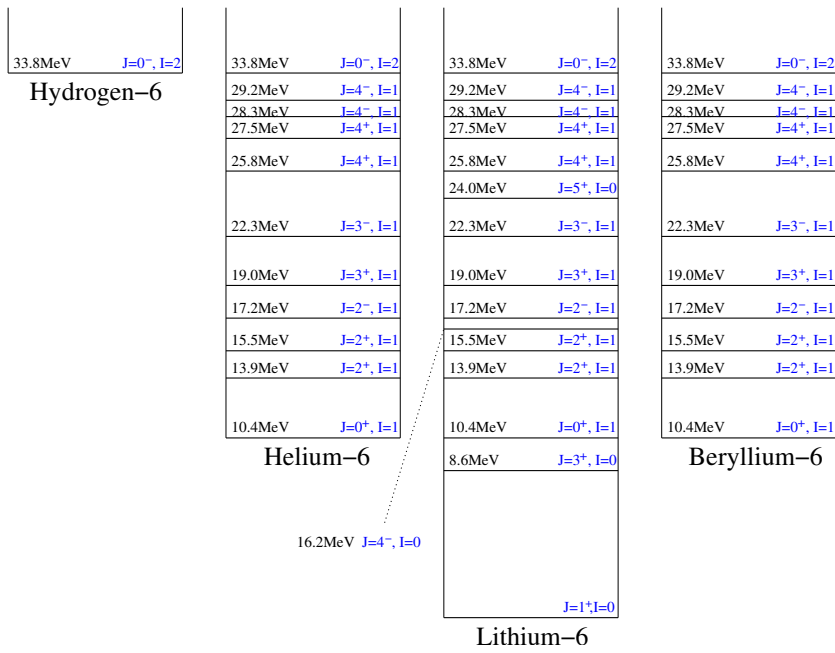 33.8MeV J=0⁻, I=2
Hydrogen−6
33.8MeV J=0⁻, I=2
29.2MeV J=4⁻, I=1
28.3MeV J=4⁻, I=1
27.5MeV J=4⁺, I=1
25.8MeV J=4⁺, I=1
22.3MeV J=3⁻, I=1
19.0MeV J=3⁺, I=1
17.2MeV J=2⁻, I=1
15.5MeV J=2⁺, I=1
13.9MeV J=2⁺, I=1
10.4MeV J=0⁺, I=1
Helium−6
33.8MeV J=0⁻, I=2
29.2MeV J=4⁻, I=1
28.3MeV J=4⁻, I=1
27.5MeV J=4⁺, I=1
25.8MeV J=4⁺, I=1
24.0MeV J=5⁺, I=0
22.3MeV J=3⁻, I=1
19.0MeV J=3⁺, I=1
17.2MeV J=2⁻, I=1
15.5MeV J=2⁺, I=1
13.9MeV J=2⁺, I=1
10.4MeV J=0⁺, I=1
8.6MeV J=3⁺, I=0
16.2MeV J=4⁻, I=0
J=1⁺,I=0
Lithium−6
33.8MeV J=0⁻, I=2
29.2MeV J=4⁻, I=1
28.3MeV J=4⁻, I=1
27.5MeV J=4⁺, I=1
25.8MeV J=4⁺, I=1
22.3MeV J=3⁻, I=1
19.0MeV J=3⁺, I=1
17.2MeV J=2⁻, I=1
15.5MeV J=2⁺, I=1
13.9MeV J=2⁺, I=1
10.4MeV J=0⁺, I=1
Beryllium−6